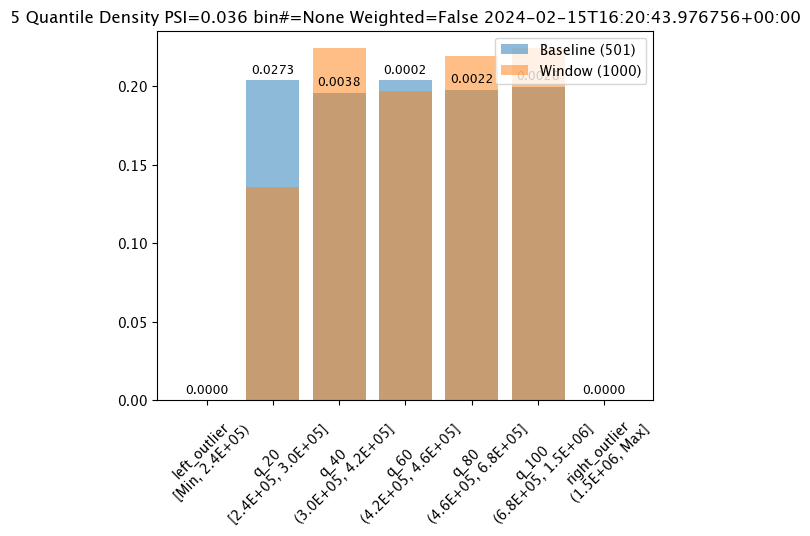 5 Quantile Density PSI=0.036 bin#=None Weighted=False 2024-02-15T16:20:43.976756+00:00
Baseline (501)
Window (1000)
0.0273
0.0038
0.0002
0.0022
0.0000
0.0000
0.20
0.15
0.10
0.05
0.00
left_outlier
[Min, 2.4E+05)
q_20
[2.4E+05, 3.0E+05]
q_40
(3.0E+05, 4.2E+05]
q_60
(4.2E+05, 4.6E+05]
q_80
(4.6E+05, 6.8E+05]
q_100
(6.8E+05, 1.5E+06]
right_outlier
(1.5E+06, Max]